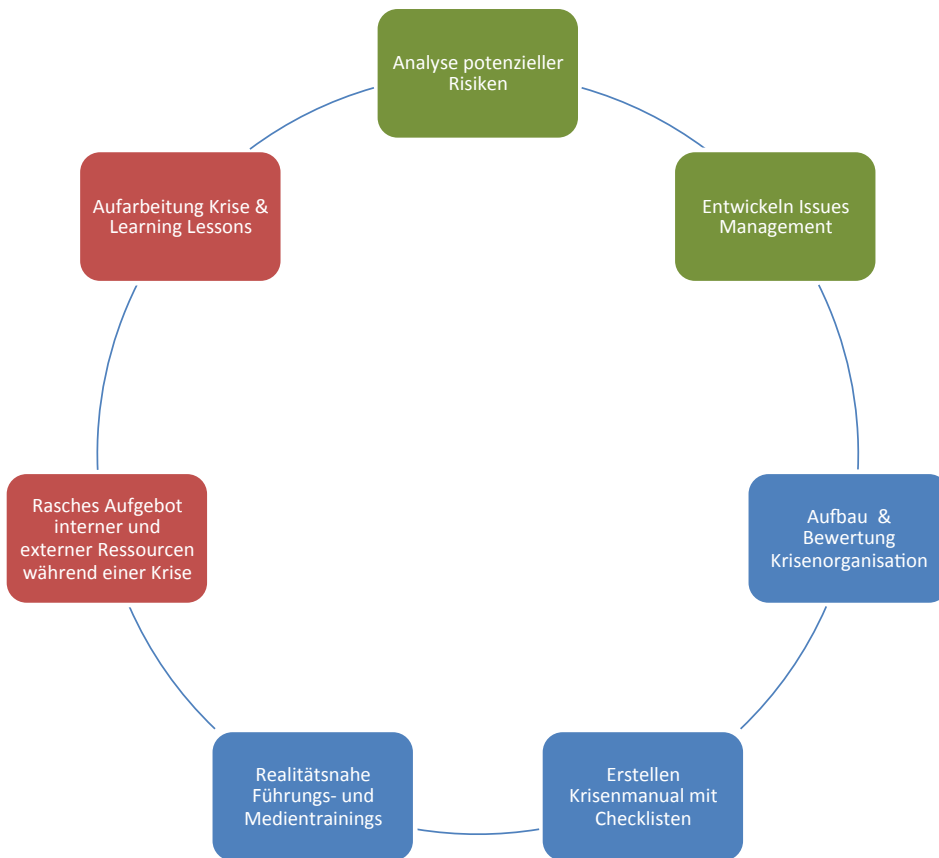 Analyse potenzieller
Risiken
Entwickeln Issues
Management
Aufbau  &
Bewertung
Krisenorganisation
Erstellen
Krisenmanual mit
Checklisten
Realitätsnahe
Führungs- und
Medientrainings
Rasches Aufgebot
interner und
externer Ressourcen
während einer Krise
Aufarbeitung Krise &
Learning Lessons